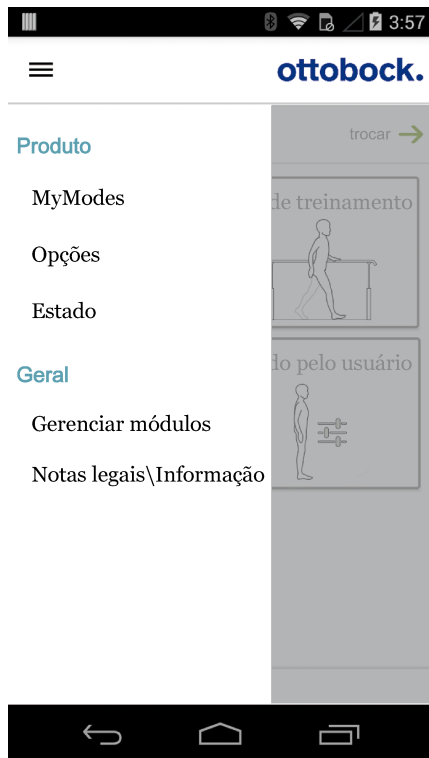 3:57
ottobock.
Produto
trocar
MyModes
de treinamento
Opções
Estado
do pelo usuário
Geral
Gerenciar módulos
Notas legais\Informação